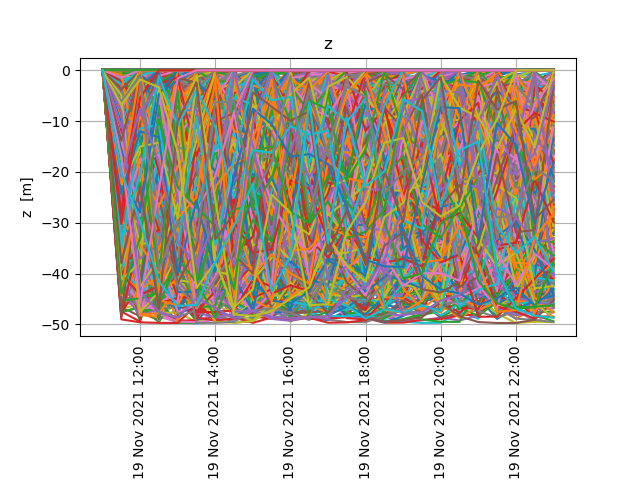 z
0
−10
−20
−30
−40
−50
z [m]
19 Nov 2021 12:00
19 Nov 2021 14:00
19 Nov 2021 16:00
19 Nov 2021 18:00
19 Nov 2021 20:00
19 Nov 2021 22:00